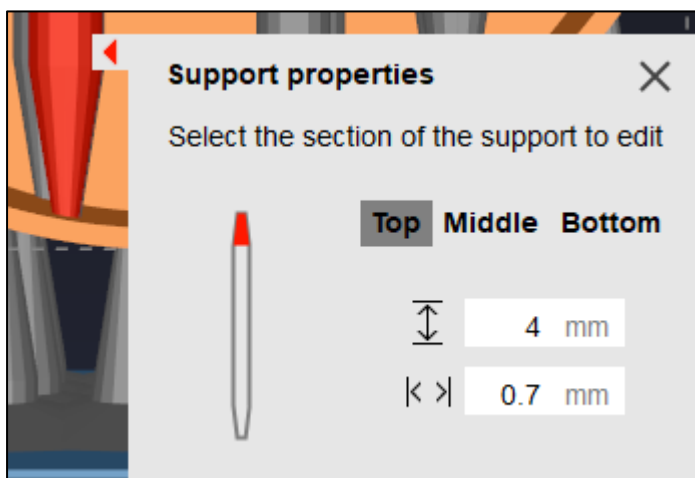 Support properties
Select the section of the support to edit
Top Middle Bottom
4 mm
0.7 mm